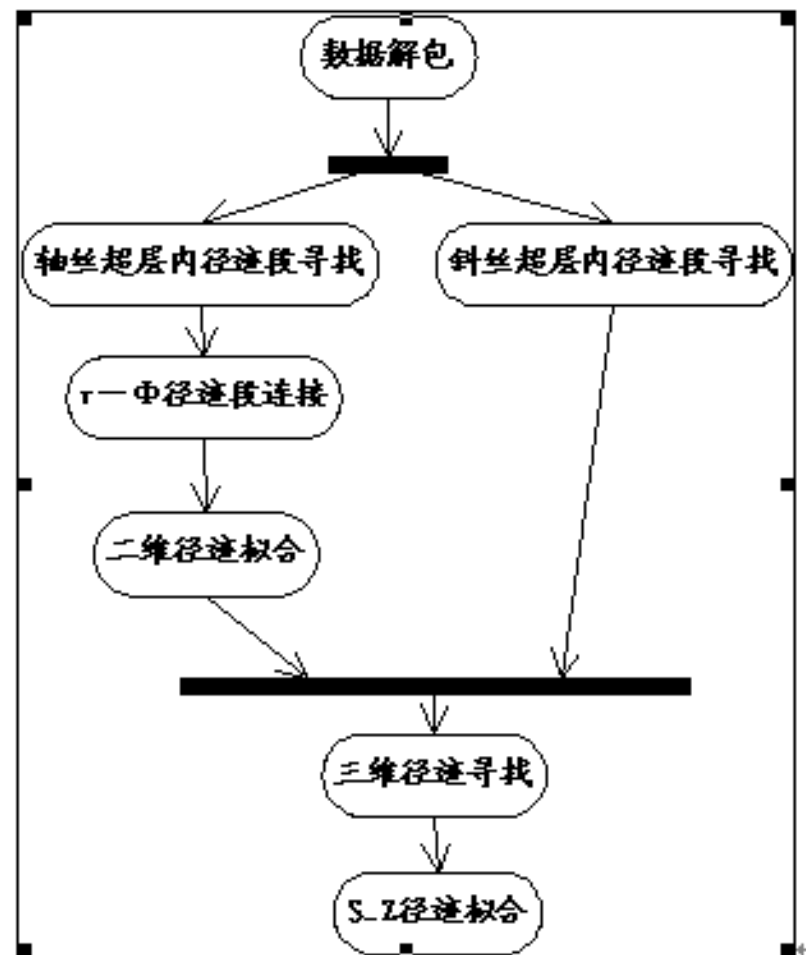 数据解包
轴丝超层内径迹段寻找
斜丝超层内径迹段寻找
r－Φ径迹段连接
二维径迹拟合
三维径迹寻找
S_Z径迹拟合